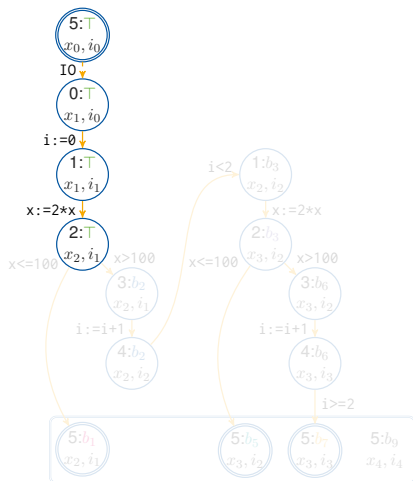 5:⊤
x₀, i₀
IO
0:⊤
x₁, i₀
i:=0
1:⊤
x₁, i₁
x:=2*x
2:⊤
x₂, i₁
x<=100
x>100
3:b₂
x₂, i₁
i:=i+1
4:b₂
x₂, i₂
i<2
1:b₃
x₂, i₂
x:=2*x
2:b₃
x₃, i₂
x<=100
x>100
3:b₆
x₃, i₂
i:=i+1
4:b₆
x₃, i₃
i>=2
5:b₁
x₂, i₁
5:b₅
x₃, i₂
5:b₇
x₃, i₃
5:b₉
x₄, i₄